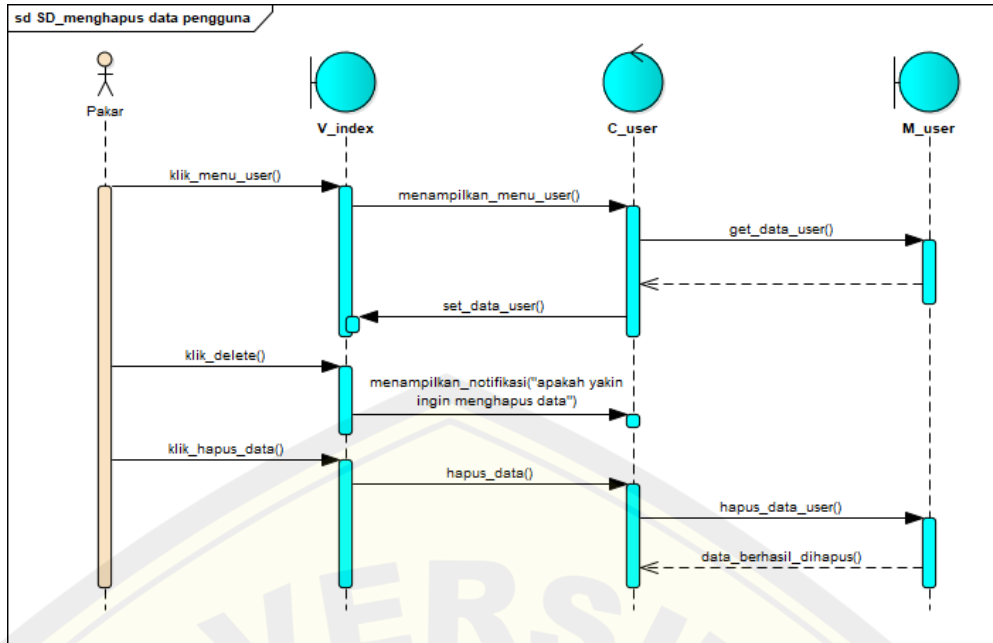 sd SD_menghapus data pengguna
Pakar
V_index
C_user
M_user
klik_menu_user()
menampilkan_menu_user()
get_data_user()
set_data_user()
klik_delete()
menampilkan_notifikasi("apakah yakin
ingin menghapus data")
klik_hapus_data()
hapus_data()
hapus_data_user()
data_berhasil_dihapus()